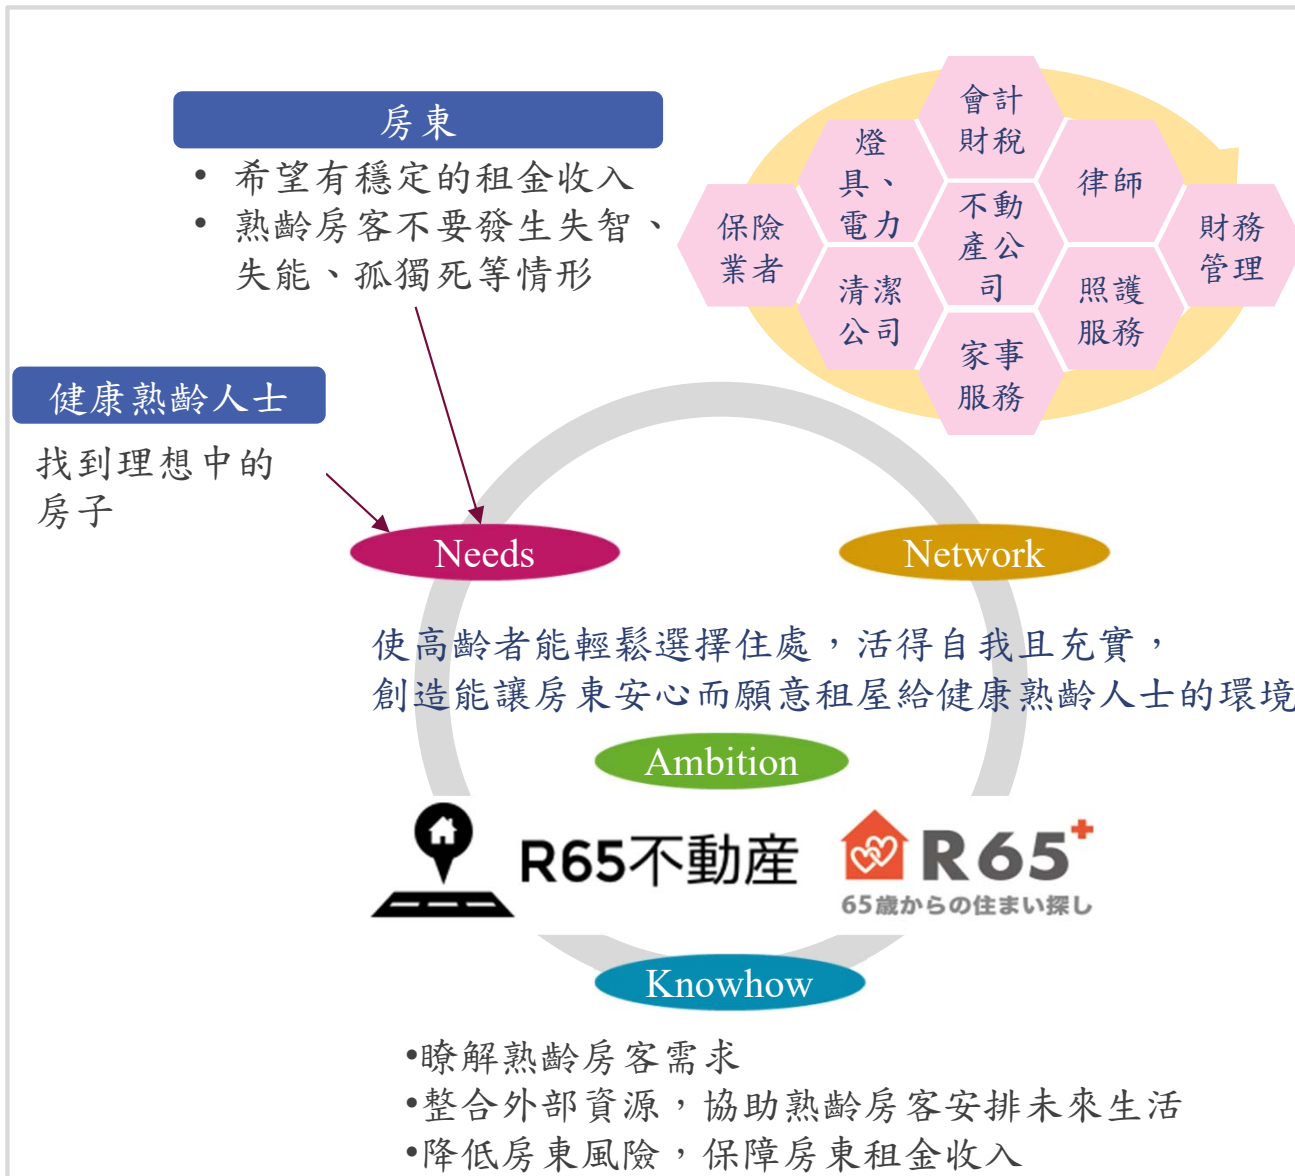 房東
• 希望有穩定的租金收入
• 熟齡房客不要發生失智、
失能、孤獨死等情形
會計
財稅
燈
具、
電力
律師
保險
業者
不動
產公
司
財務
管理
清潔
公司
照護
服務
家事
服務
健康熟齡人士
找到理想中的
房子
Needs
Network
使高齡者能輕鬆選擇住處，活得自我且充實，
創造能讓房東安心而願意租屋給健康熟齡人士的環境
Ambition
R65不動産
R65+
65歳からの住まい探し
Knowhow
•瞭解熟齡房客需求
•整合外部資源，協助熟齡房客安排未來生活
•降低房東風險，保障房東租金收入